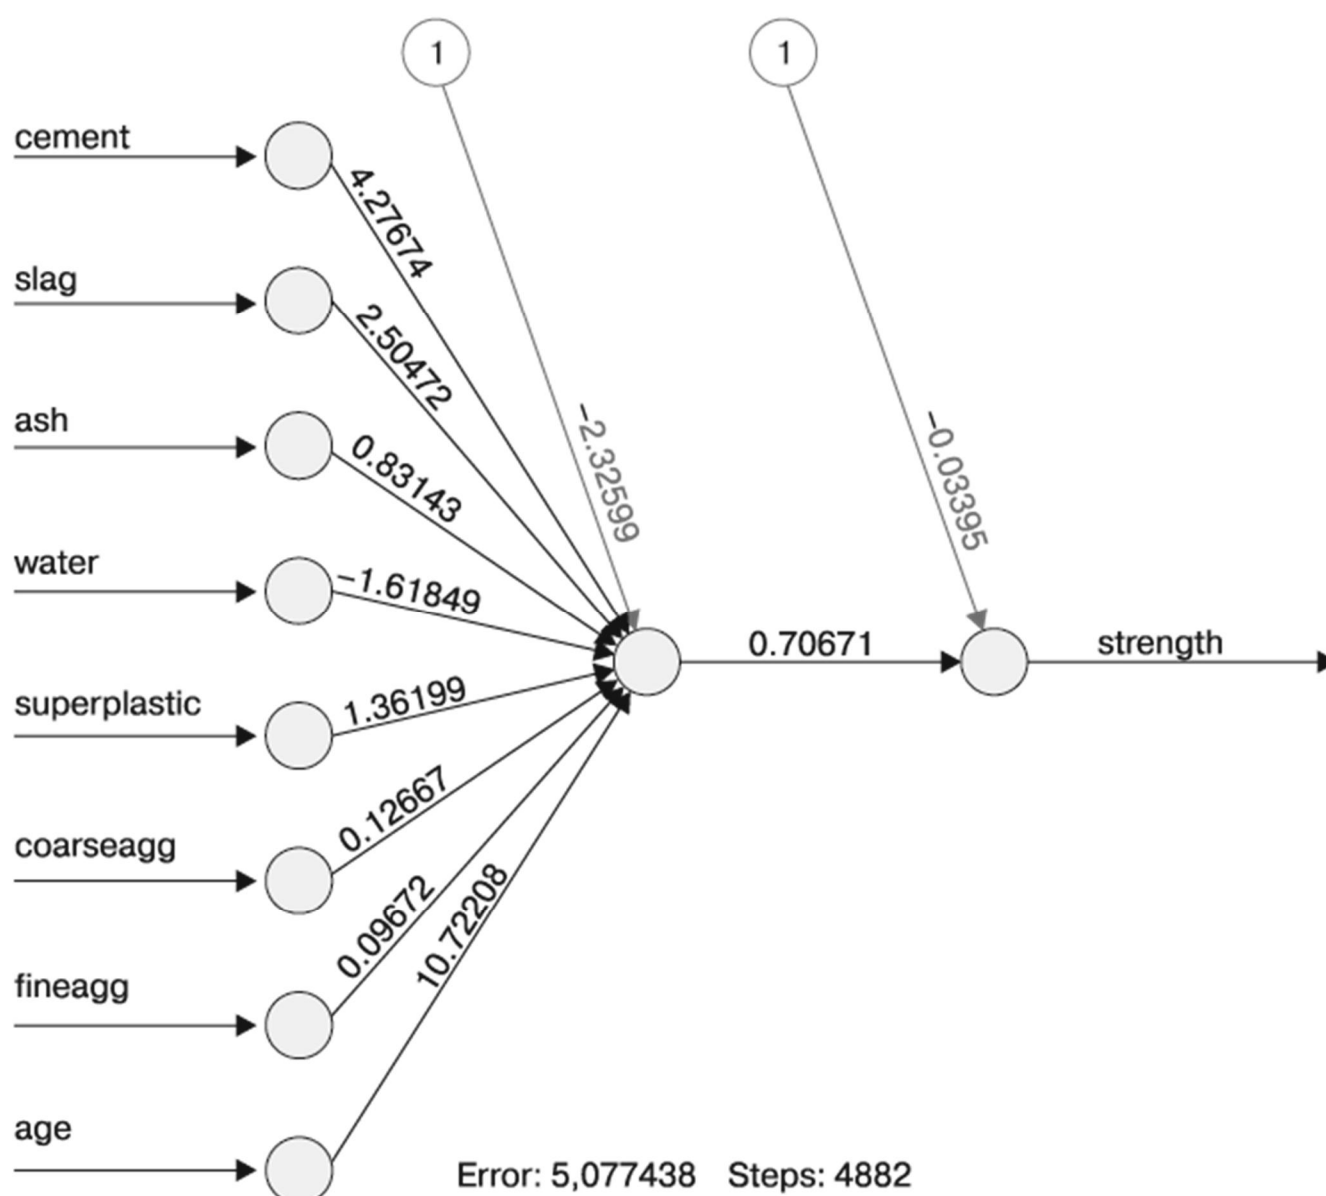 1
1
cement
4.27674
slag
2.50472
ash
0.83143
−2.32599
−0.03395
water
−1.61849
0.70671
strength
superplastic
1.36199
coarseagg
0.12667
fineagg
0.09672
10.72208
age
Error: 5,077438 Steps: 4882